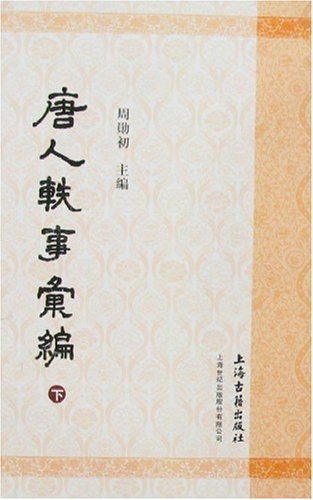 唐人軼事彙編
下
周勛初 主編
上海古籍出版社
上海世纪出版股份有限公司